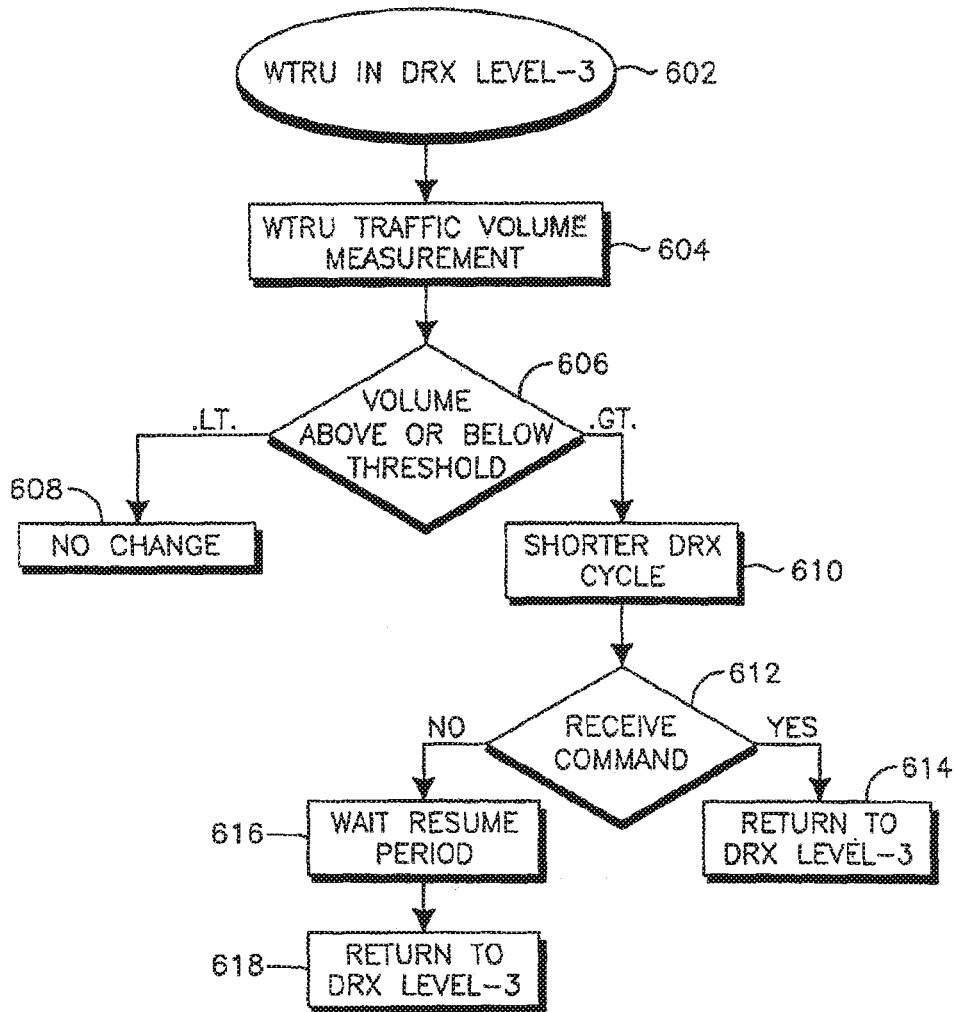 WTRU IN DRX LEVEL-3
602
WTRU TRAFFIC VOLUME
MEASUREMENT
604
606
VOLUME
ABOVE OR BELOW
THRESHOLD
.LT.
.GT.
608
NO CHANGE
SHORTER DRX
CYCLE
610
612
RECEIVE
COMMAND
NO
YES
614
616
WAIT RESUME
PERIOD
RETURN TO
DRX LEVEL-3
618
RETURN TO
DRX LEVEL-3